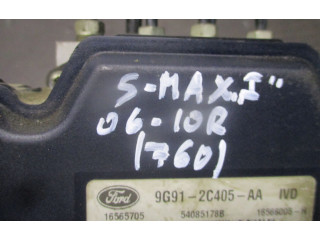 S-MAX.I"
06-10R
(760)
Ford
9G91-2C405-AA IVD
16565705 54085178B